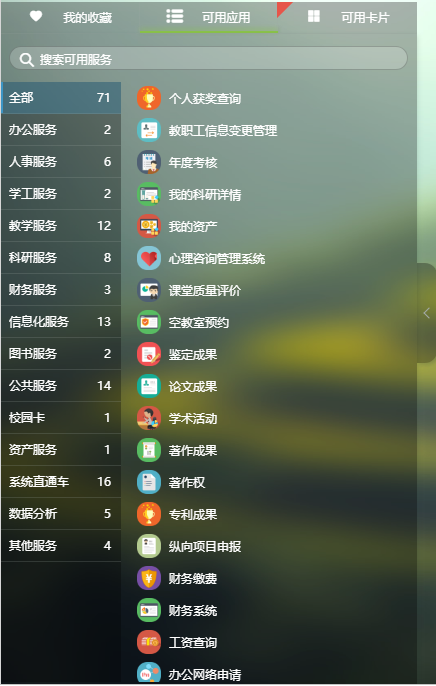 我的收藏 可用应用 可用卡片
搜索可用服务
全部 71
办公服务 2
人事服务 6
学工服务 2
教学服务 12
科研服务 8
财务服务 3
信息化服务 13
图书服务 2
公共服务 14
校园卡 1
资产服务 1
系统直通车 16
数据分析 5
其他服务 4
个人获奖查询
教职工信息变更管理
年度考核
我的科研详情
我的资产
心理咨询管理系统
课堂质量评价
空教室预约
鉴定成果
论文成果
学术活动
著作成果
著作权
专利成果
纵向项目申报
财务缴费
财务系统
工资查询
办公网络申请